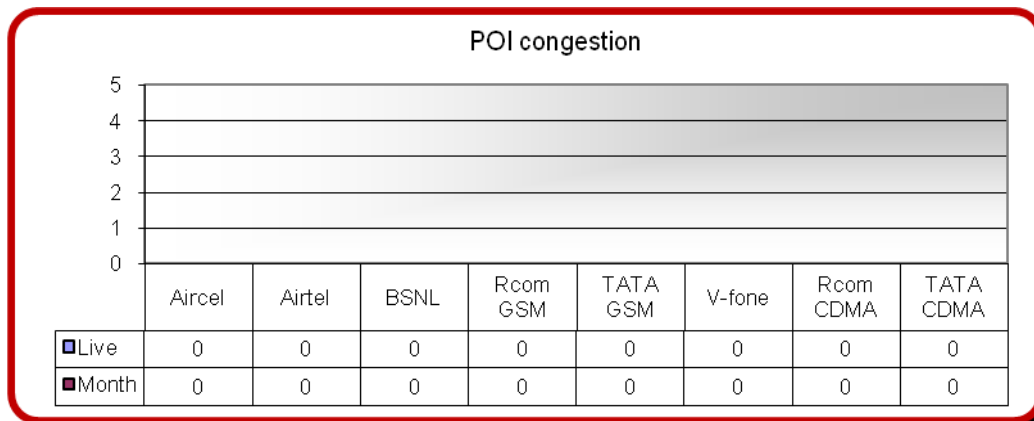 POI congestion
5
4
3
2
1
0
Aircel Airtel BSNL Rcom GSM TATA GSM V-fone Rcom CDMA TATA CDMA
Live 0 0 0 0 0 0 0 0
Month 0 0 0 0 0 0 0 0